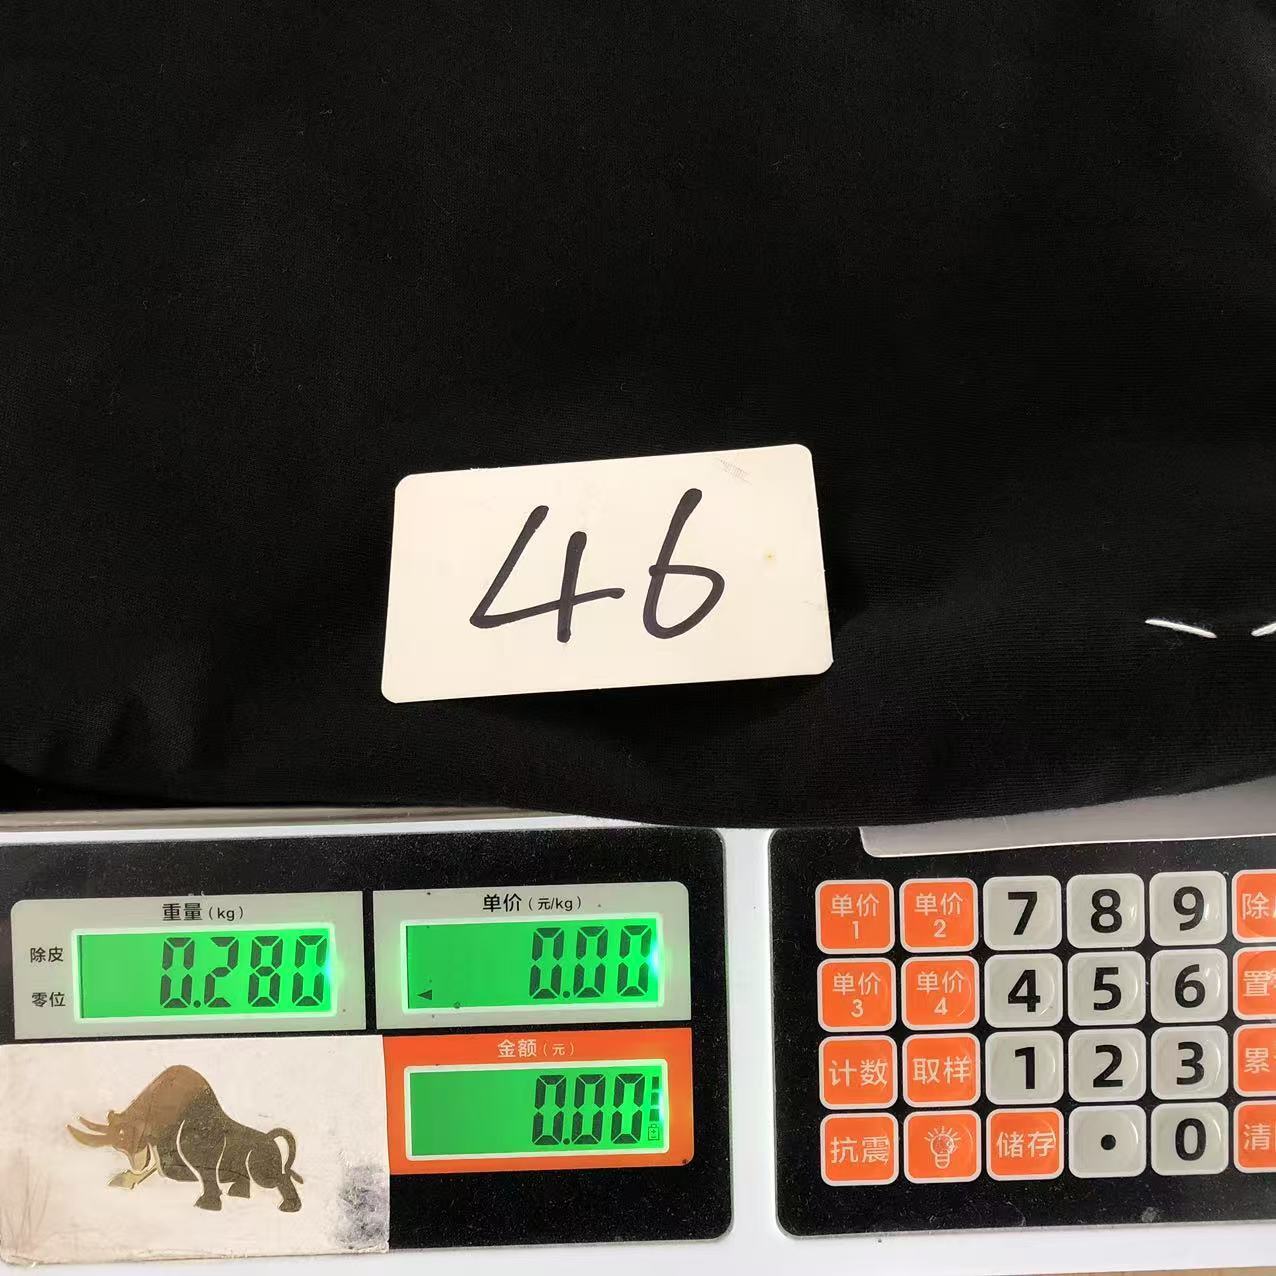 46
重量(kg)
单价(元/kg)
除皮
零位
0.280
0.00
金额(元)
0.00
单价1 单价2 7 8 9
单价3 单价4 4 5 6
计数 取样 1 2 3 累
抗震 储存 . 0 清